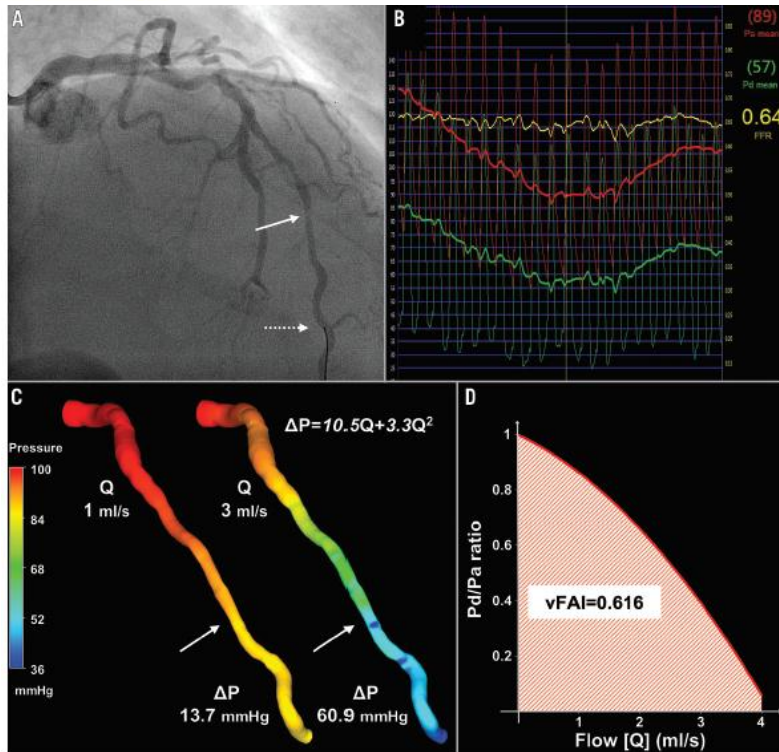 A
B
(89)
Pa mean
(57)
Pd mean
0.64
FFR
C
ΔP=10.5Q+3.3Q²
Pressure
100
84
68
52
36
mmHg
Q
1 ml/s
Q
3 ml/s
ΔP
13.7 mmHg
ΔP
60.9 mmHg
D
Pd/Pa ratio
1
0.8
0.6
0.4
0.2
vFAI=0.616
1
2
3
4
Flow [Q] (ml/s)